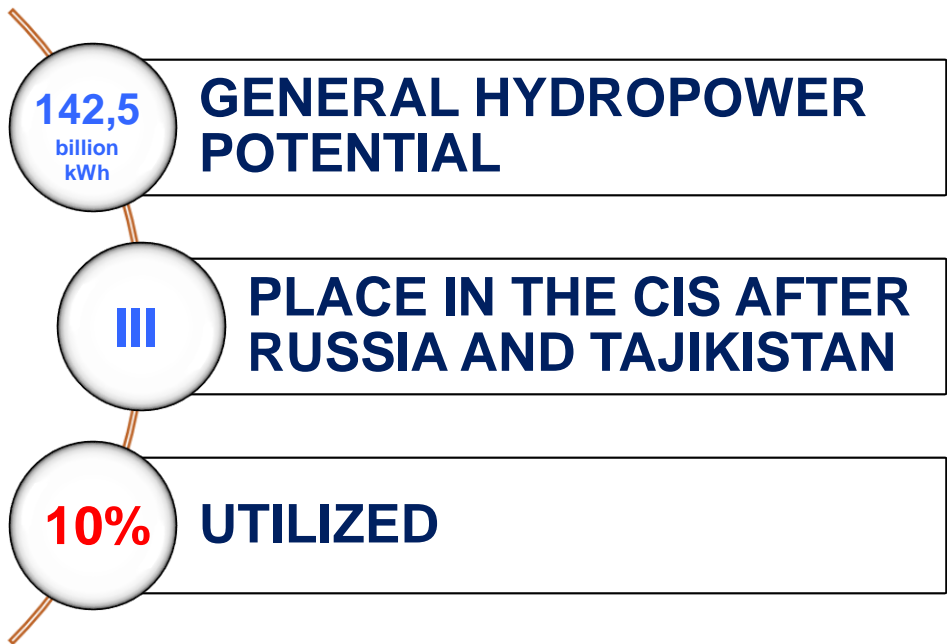 142,5
billion
kWh
GENERAL HYDROPOWER
POTENTIAL
III
PLACE IN THE CIS AFTER
RUSSIA AND TAJIKISTAN
10%
UTILIZED